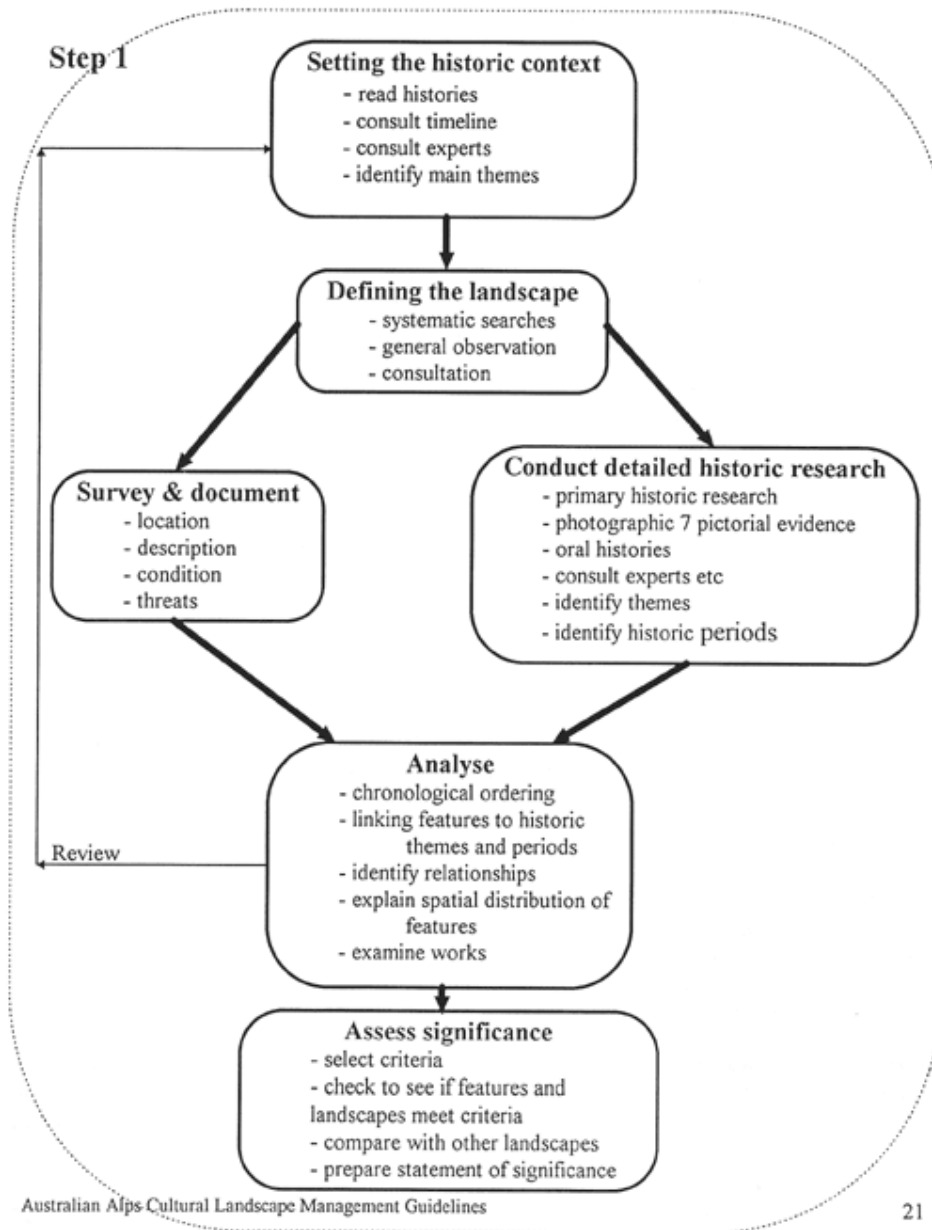 Step 1
Setting the historic context
- read histories
- consult timeline
- consult experts
- identify main themes
Defining the landscape
- systematic searches
- general observation
- consultation
Survey & document
- location
- description
- condition
- threats
Conduct detailed historic research
- primary historic research
- photographic 7 pictorial evidence
- oral histories
- consult experts etc
- identify themes
- identify historic periods
Analyse
- chronological ordering
- linking features to historic
themes and periods
- identify relationships
- explain spatial distribution of
features
- examine works
Review
Assess significance
- select criteria
- check to see if features and
landscapes meet criteria
- compare with other landscapes
- prepare statement of significance
Australian Alps Cultural Landscape Management Guidelines
21